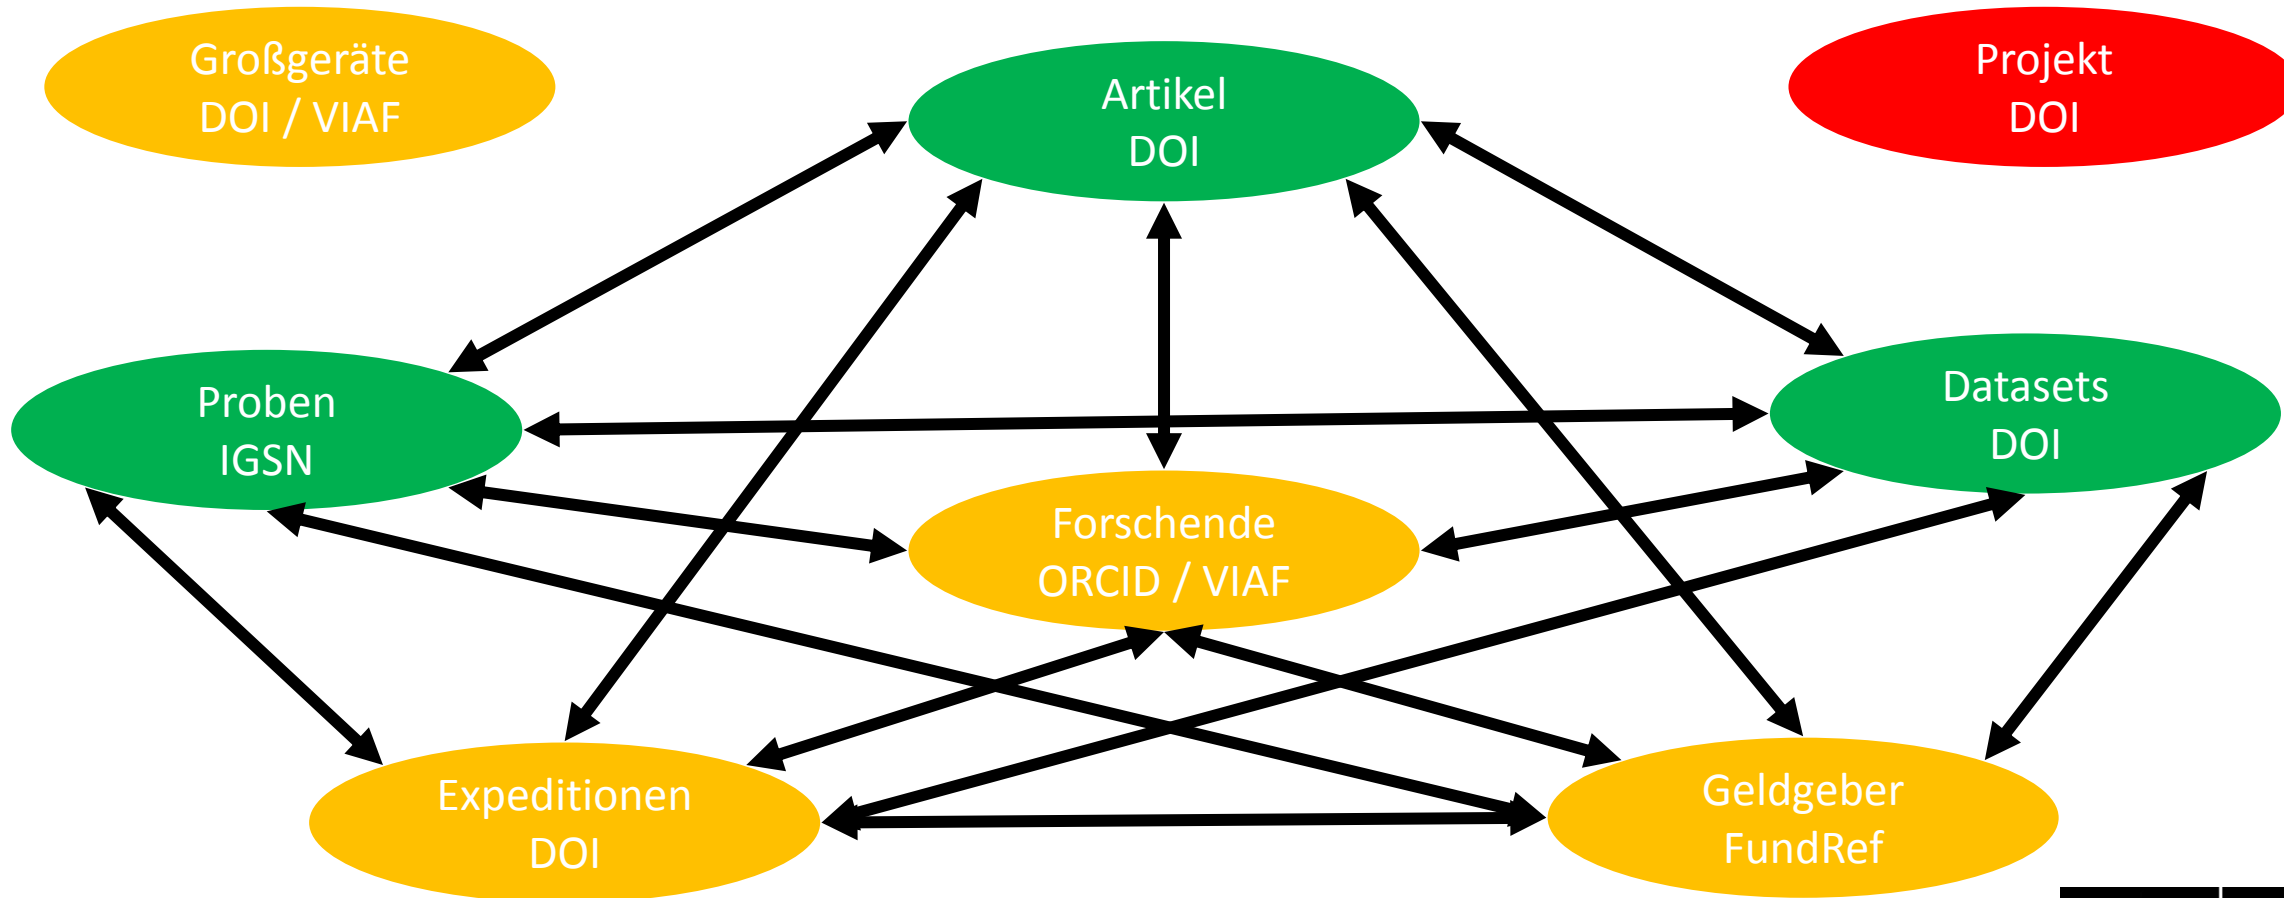 Großgeräte
DOI / VIAF
Artikel
DOI
Projekt
DOI
Proben
IGSN
Datasets
DOI
Forschende
ORCID / VIAF
Expeditionen
DOI
Geldgeber
FundRef